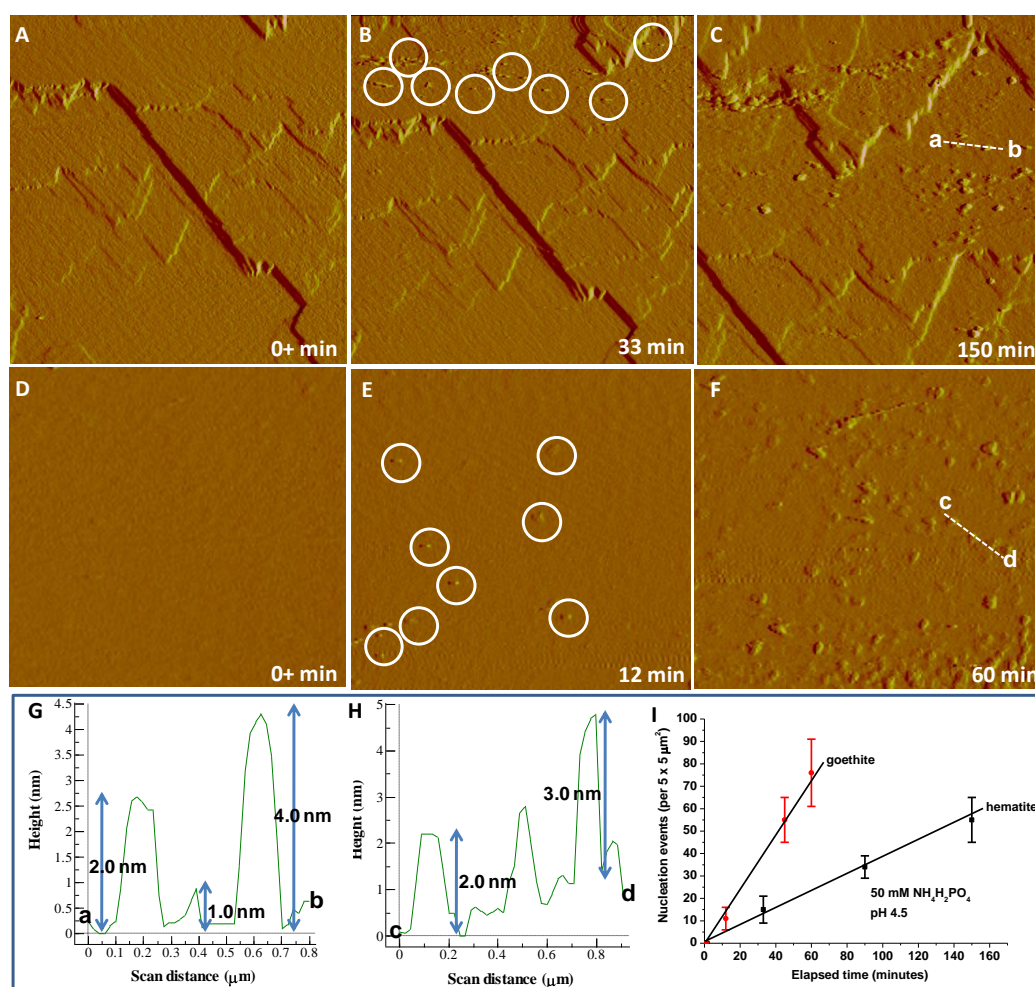 A
0+ min
B
33 min
C
a
b
150 min
D
0+ min
E
12 min
F
c
d
60 min
G
Height (nm)
4.5
4
3.5
3
2.5
2
1.5
1
0.5
0
2.0 nm
1.0 nm
4.0 nm
a
b
0 0.1 0.2 0.3 0.4 0.5 0.6 0.7 0.8
Scan distance (μm)
H
Height (nm)
5
4
3
2
1
0
2.0 nm
3.0 nm
c
d
0 0.2 0.4 0.6 0.8
Scan distance (μm)
I
Nucleation events (per 5 x 5 μm²)
100
90
80
70
60
50
40
30
20
10
0
goethite
hematite
50 mM NH₄H₂PO₄
pH 4.5
0 20 40 60 80 100 120 140 160
Elapsed time (minutes)